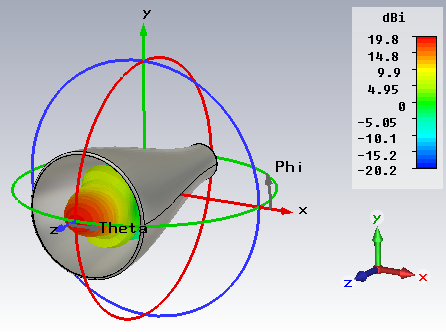 y
dBi
19.8
14.8
9.9
4.95
0
-5.05
-10.1
-15.2
-20.2
Phi
x
Theta
z
y
x
z